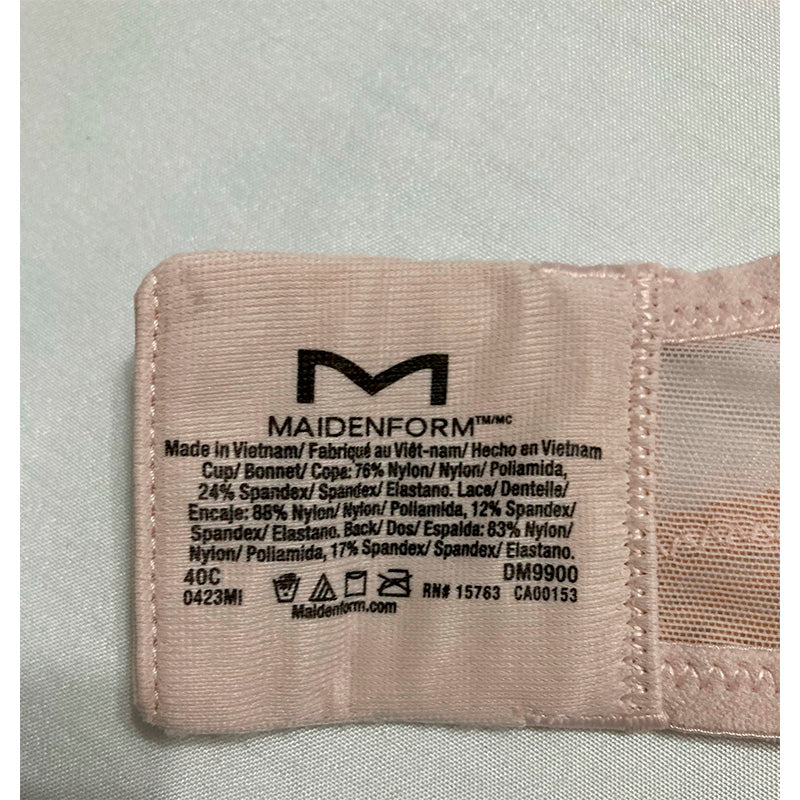 M
MAIDENFORM™/MC
Made in Vietnam/ Fabriqué au Viêt-nam/ Hecho en Vietnam
Cup/ Bonnet/ Copa: 76% Nylon/ Nylon/ Poliamida,
24% Spandex/ Spandex/ Elastano. Lace/ Dentelle/
Encaje: 88% Nylon/ Nylon/ Poliamida, 12% Spandex/
Spandex/ Elastano. Back/ Dos/ Espalda: 83% Nylon/
Nylon/ Poliamida, 17% Spandex/ Spandex/ Elastano.
40C DM9900
0423MI RN# 15763 CA00153
Maidenform.com